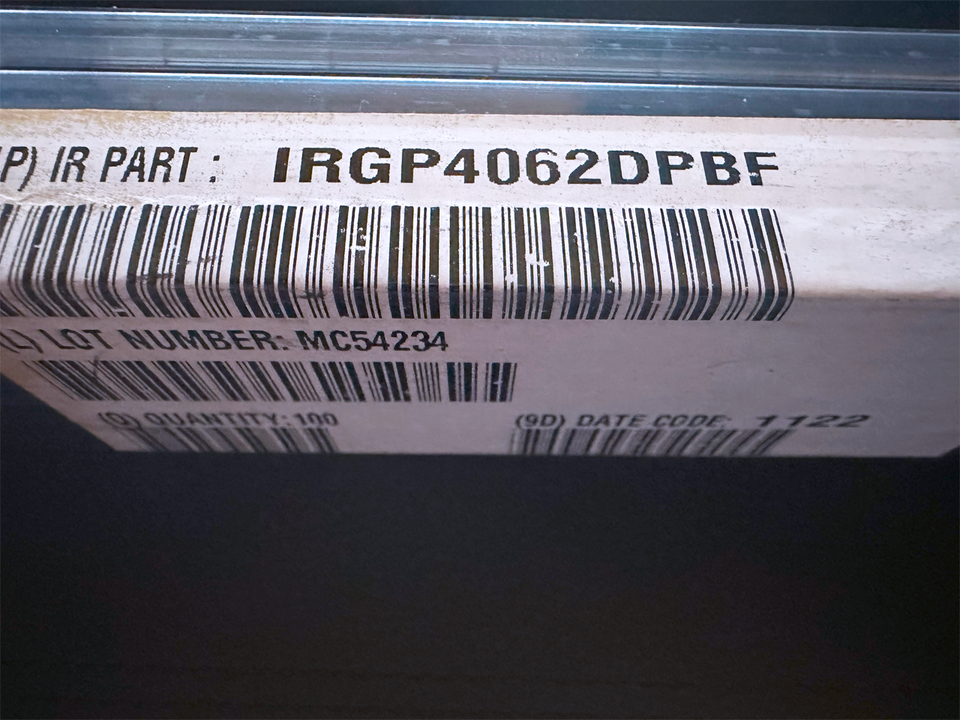 P) IR PART : IRGP4062DPBF
L) LOT NUMBER: MC54234
(Q) QUANTITY: 100
(9D) DATE CODE: 1122